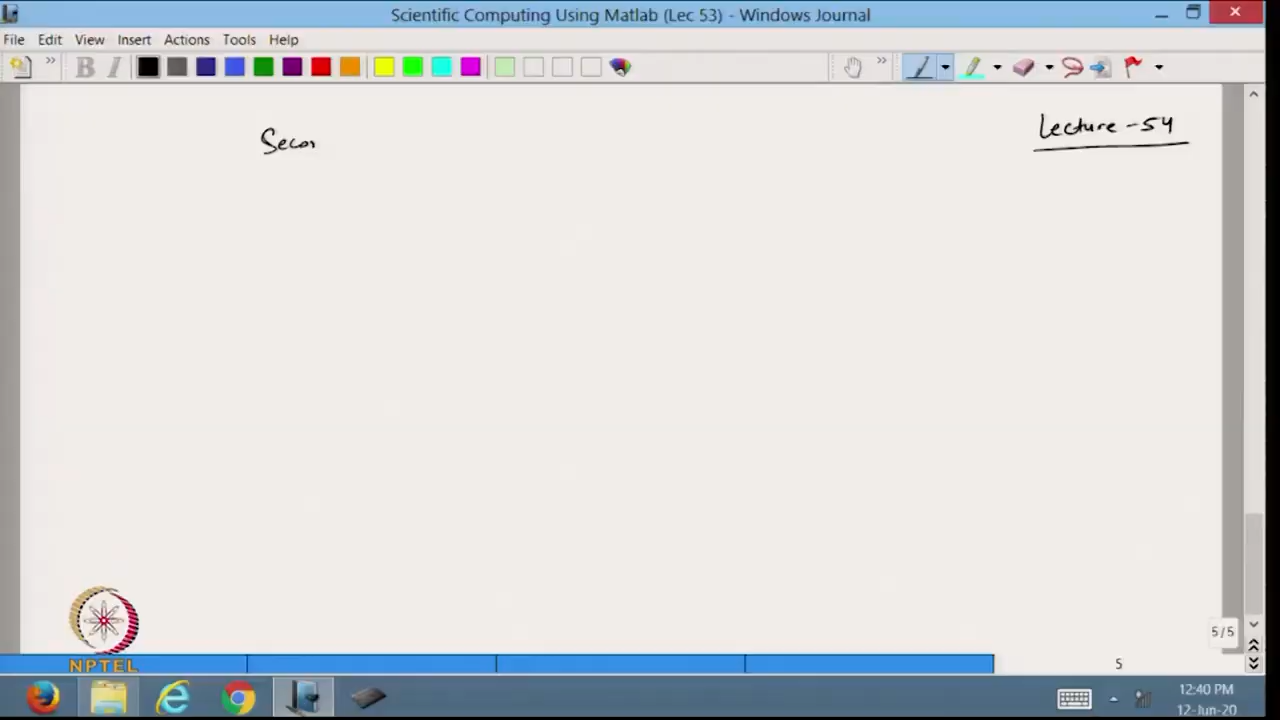 Scientific Computing Using Matlab (Lec 53) - Windows Journal
File Edit View Insert Actions Tools Help
B I
Lecture - 54
Secon
5 / 5
NPTEL
5
12:40 PM
12-Jun-20